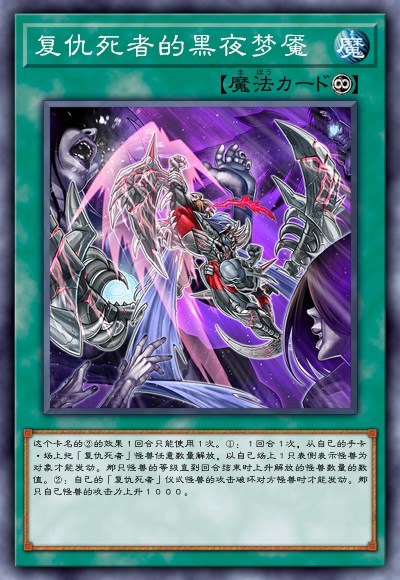 复仇死者的黑夜梦魇
魔
【魔法カード】
ま ほう
这个卡名的②的效果１回合只能使用１次。①：１回合１次，从自己的手卡
·场上把「复仇死者」怪兽任意数量解放，以自己场上１只表侧表示怪兽为
对象才能发动。那只怪兽的等级直到回合结束时上升解放的怪兽数量的数
值。②：自己的「复仇死者」仪式怪兽的攻击破坏对方怪兽时才能发动。那
只自己怪兽的攻击力上升１０００。